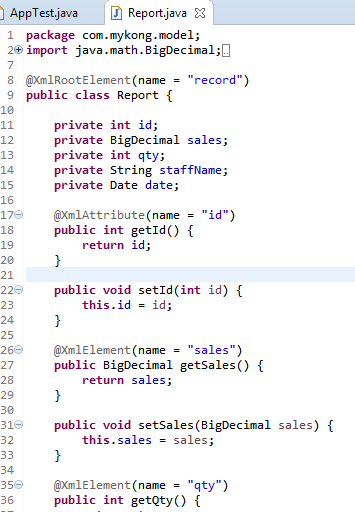 AppTest.java Report.java
1 package com.mykong.model;
2 import java.math.BigDecimal;
7
8 @XmlRootElement(name = "record")
9 public class Report {
10
11 private int id;
12 private BigDecimal sales;
13 private int qty;
14 private String staffName;
15 private Date date;
16
17 @XmlAttribute(name = "id")
18 public int getId() {
19 return id;
20 }
21
22 public void setId(int id) {
23 this.id = id;
24 }
25
26 @XmlElement(name = "sales")
27 public BigDecimal getSales() {
28 return sales;
29 }
30
31 public void setSales(BigDecimal sales) {
32 this.sales = sales;
33 }
34
35 @XmlElement(name = "qty")
36 public int getQty() {